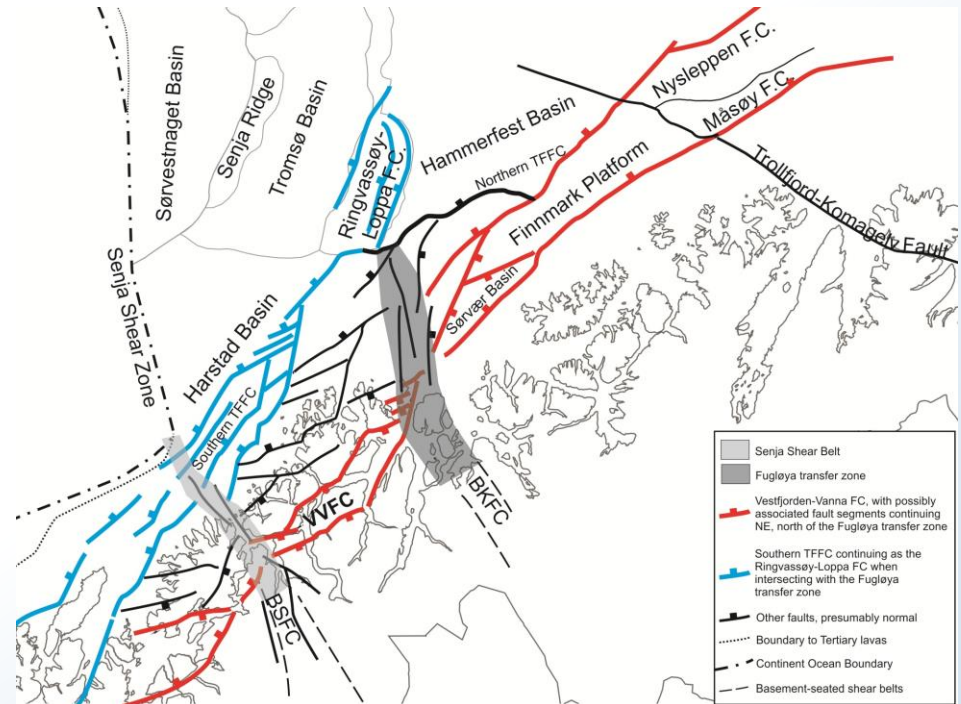 Sørvestnaget Basin
Senja Ridge
Tromsø Basin
Ringvassøy-
Loppa F.C.
Hammerfest Basin
Northern TFFC
Nysleppen F.C.
Måsøy F.C.
Finnmark Platform
Trollfjord-Komagelv Fault
Sørvær Basin
Senja Shear Zone
Harstad Basin
Southern TFFC
VVFC
BKFC
BSFC
Senja Shear Belt
Fugløya transfer zone
Vestfjorden-Vanna FC, with possibly
associated fault segments continuing
NE, north of the Fugløya transfer zone
Southern TFFC continuing as the
Ringvassøy-Loppa FC when
intersecting with the Fugløya
transfer zone
Other faults, presumably normal
Boundary to Tertiary lavas
Continent Ocean Boundary
Basement-seated shear belts